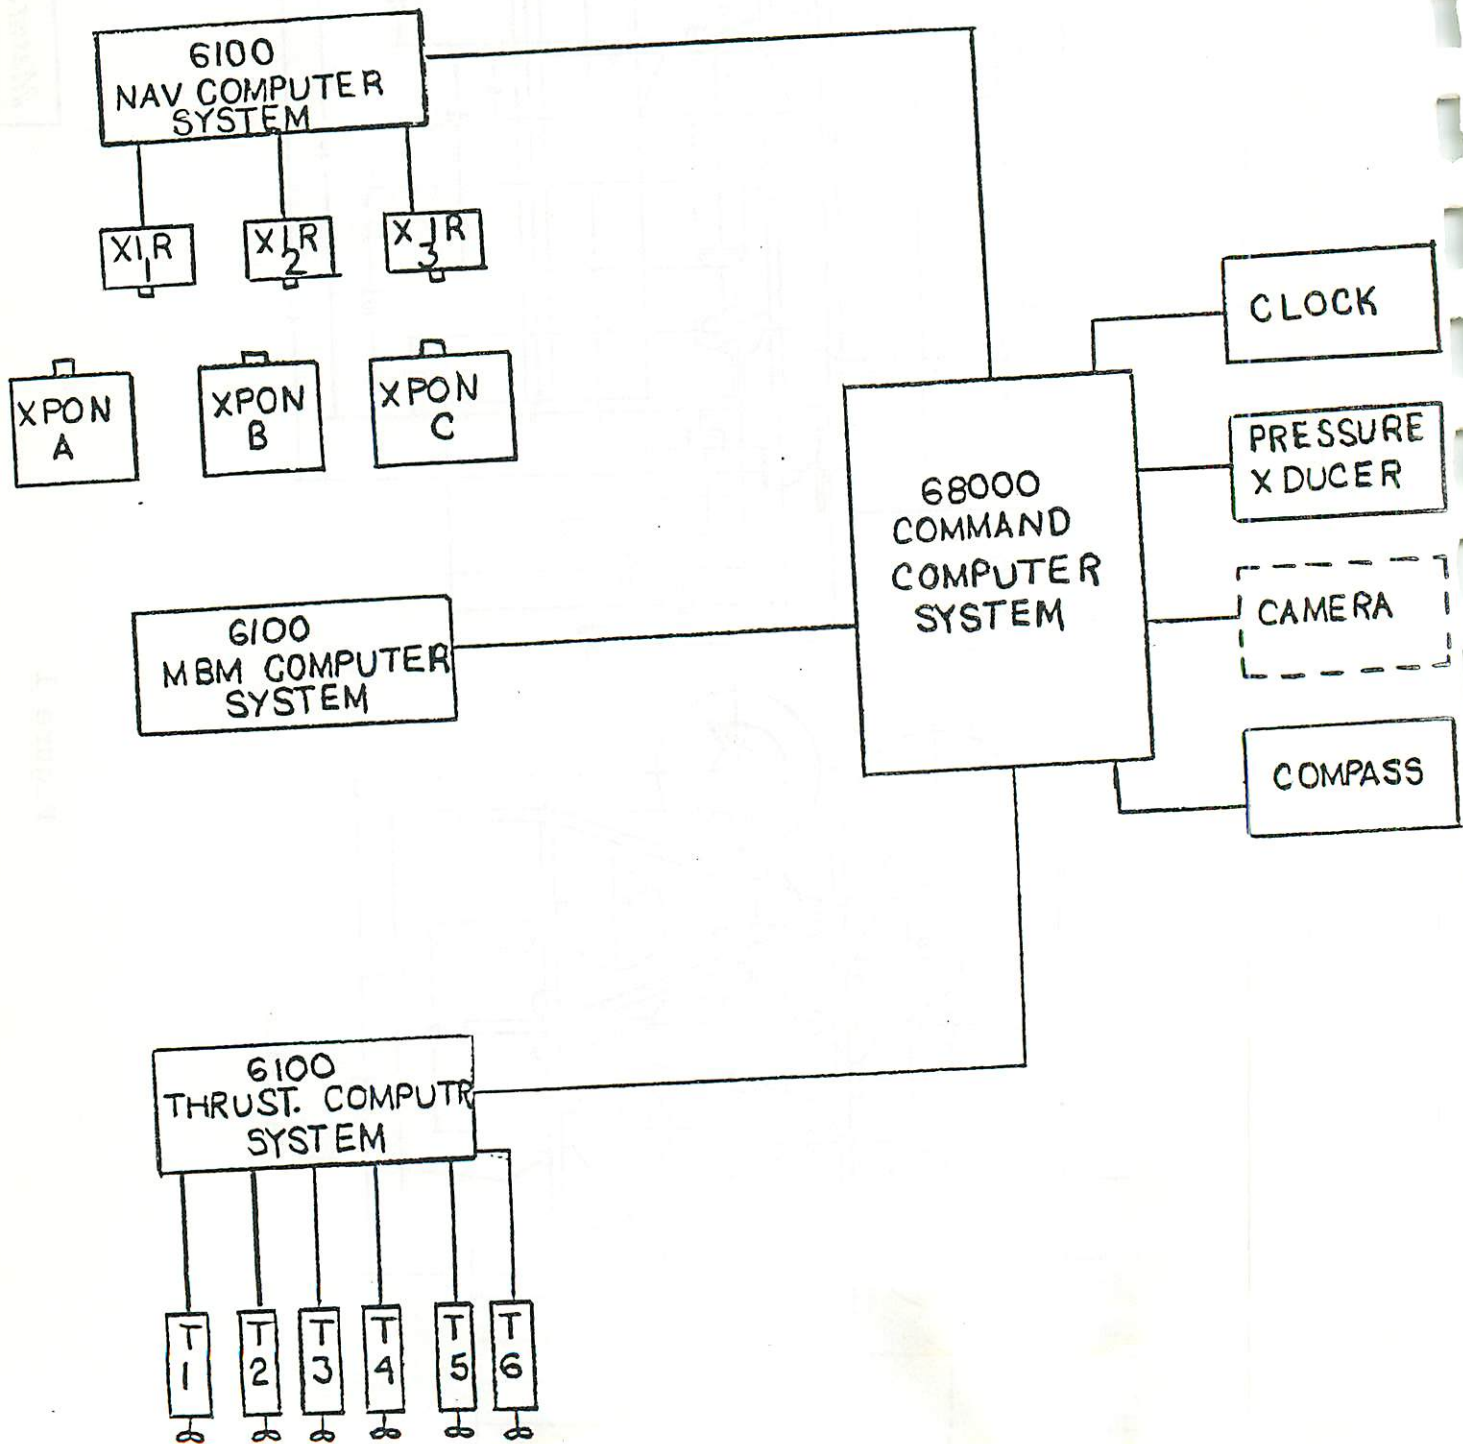 6100
NAV COMPUTER
SYSTEM
XIR
1
XIR
2
XIR
3
XPON
A
XPON
B
XPON
C
CLOCK
PRESSURE
XDUCER
68000
COMMAND
COMPUTER
SYSTEM
CAMERA
COMPASS
6100
MBM COMPUTER
SYSTEM
6100
THRUST. COMPUTR
SYSTEM
T
1
T
2
T
3
T
4
T
5
T
6